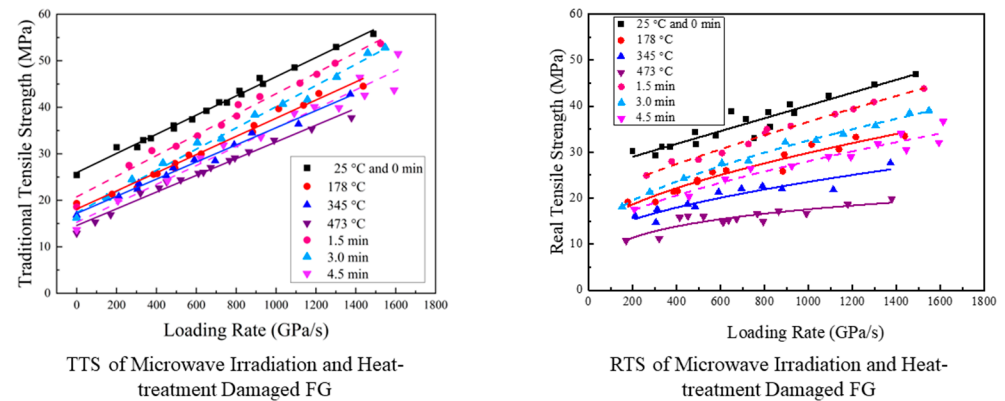 Traditional Tensile Strength (MPa)
60
50
40
30
20
10
0
25 °C and 0 min
178 °C
345 °C
473 °C
1.5 min
3.0 min
4.5 min
0 200 400 600 800 1000 1200 1400 1600 1800
Loading Rate (GPa/s)
TTS of Microwave Irradiation and Heat-
treatment Damaged FG
Real Tensile Strength (MPa)
60
50
40
30
20
10
0
25 °C and 0 min
178 °C
345 °C
473 °C
1.5 min
3.0 min
4.5 min
0 200 400 600 800 1000 1200 1400 1600 1800
Loading Rate (GPa/s)
RTS of Microwave Irradiation and Heat-
treatment Damaged FG